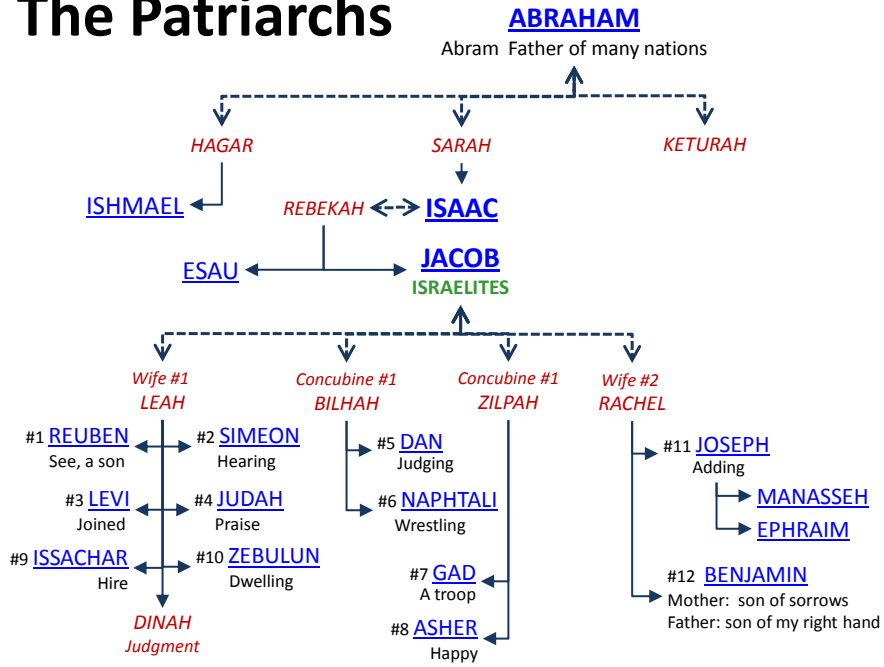 The Patriarchs
ABRAHAM
Abram Father of many nations
HAGAR
SARAH
KETURAH
ISHMAEL
REBEKAH
ISAAC
ESAU
JACOB
ISRAELITES
Wife #1
LEAH
Concubine #1
BILHAH
Concubine #1
ZILPAH
Wife #2
RACHEL
#1 REUBEN
See, a son
#2 SIMEON
Hearing
#5 DAN
Judging
#11 JOSEPH
Adding
#3 LEVI
Joined
#4 JUDAH
Praise
#6 NAPHTALI
Wrestling
MANASSEH
EPHRAIM
#9 ISSACHAR
Hire
#10 ZEBULUN
Dwelling
#7 GAD
A troop
#12 BENJAMIN
Mother: son of sorrows
Father: son of my right hand
DINAH
Judgment
#8 ASHER
Happy